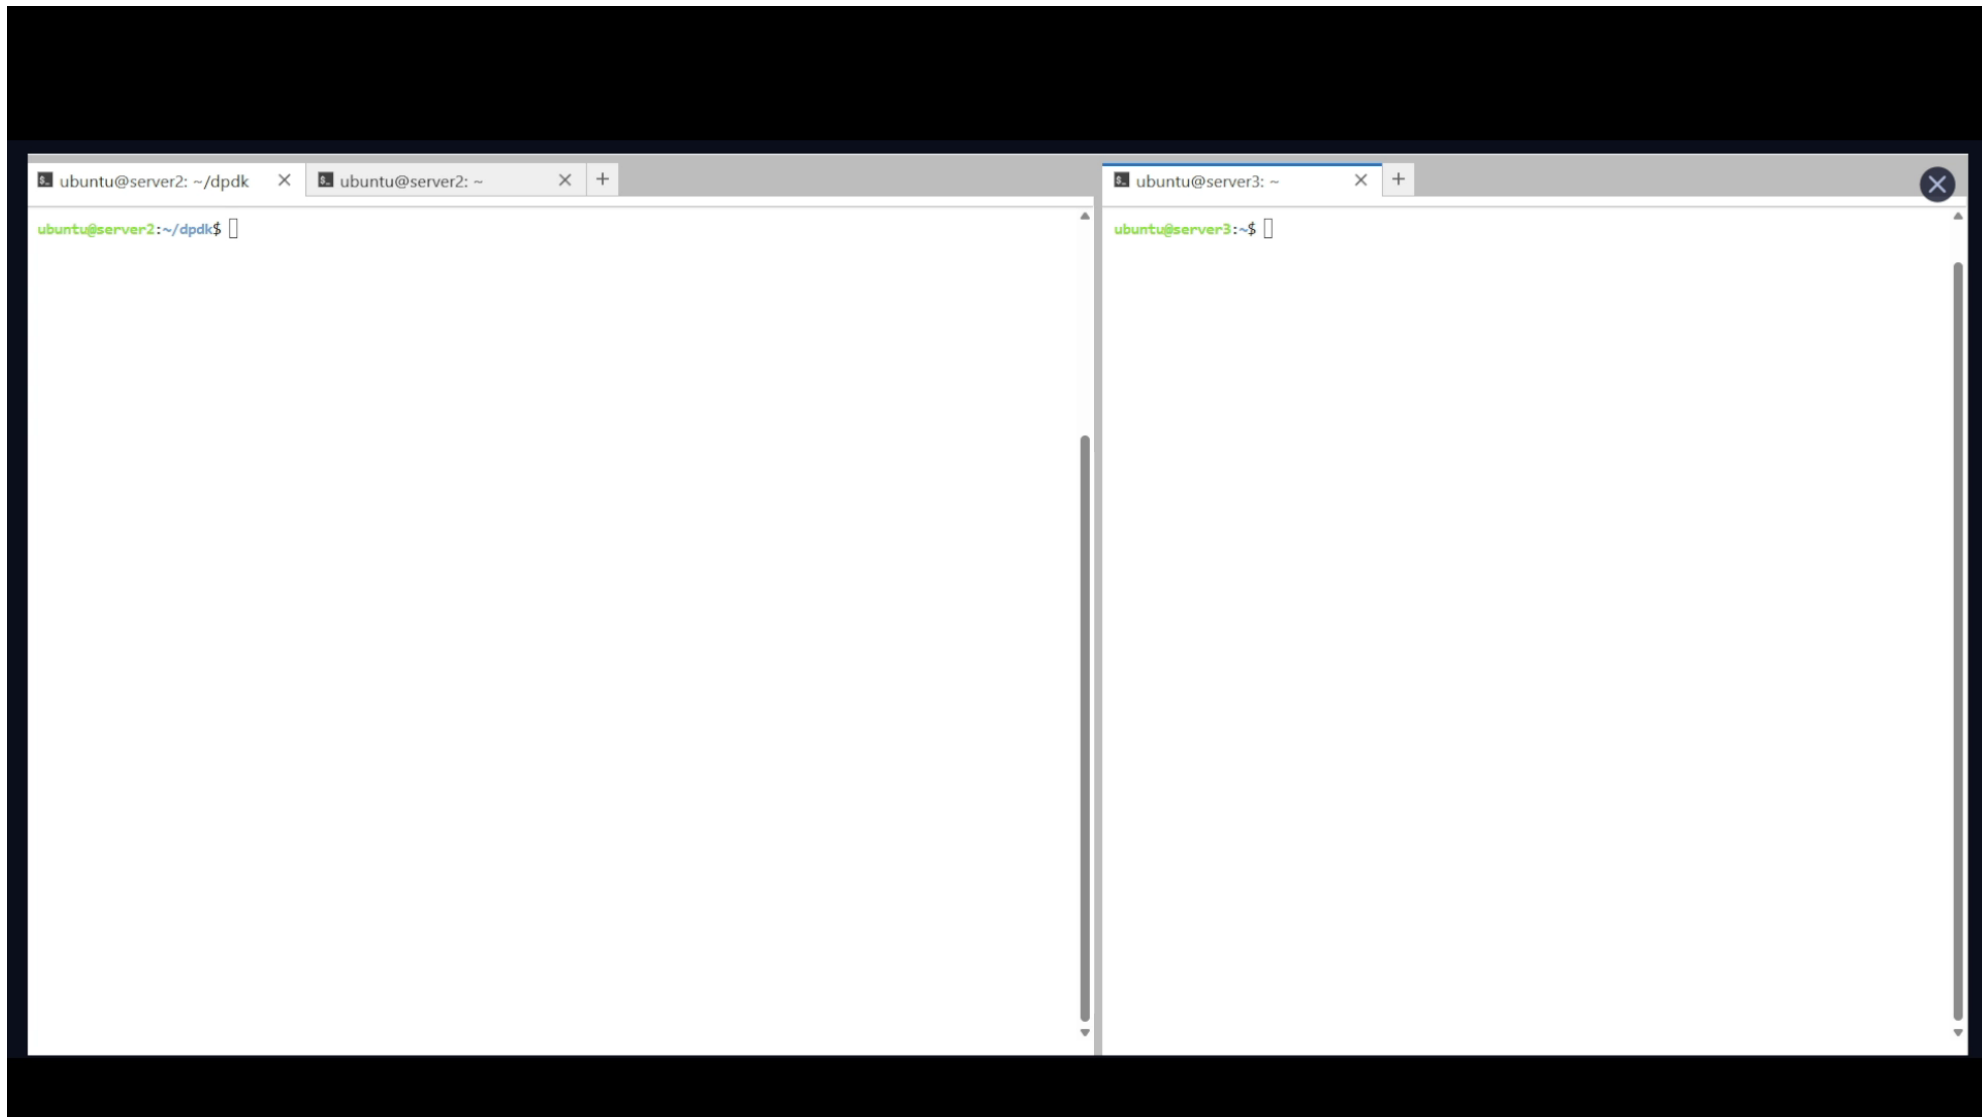 ubuntu@server2: ~/dpdk
ubuntu@server2: ~
ubuntu@server2:~/dpdk$
ubuntu@server3: ~
ubuntu@server3:~$